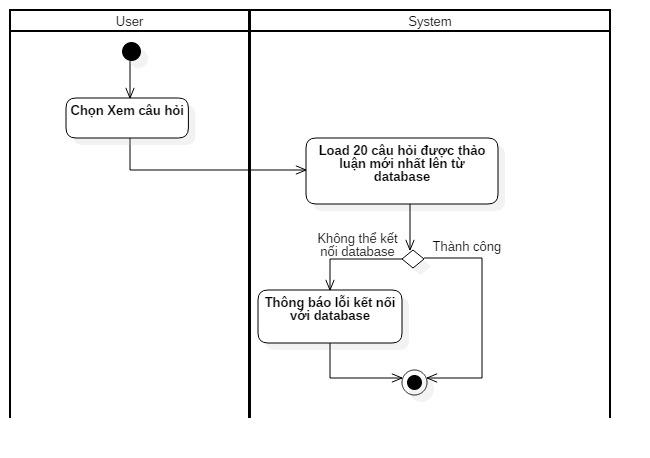 User
System
Chọn Xem câu hỏi
Load 20 câu hỏi được thảo
luận mới nhất lên từ
database
Không thể kết
nối database
Thành công
Thông báo lỗi kết nối
với database